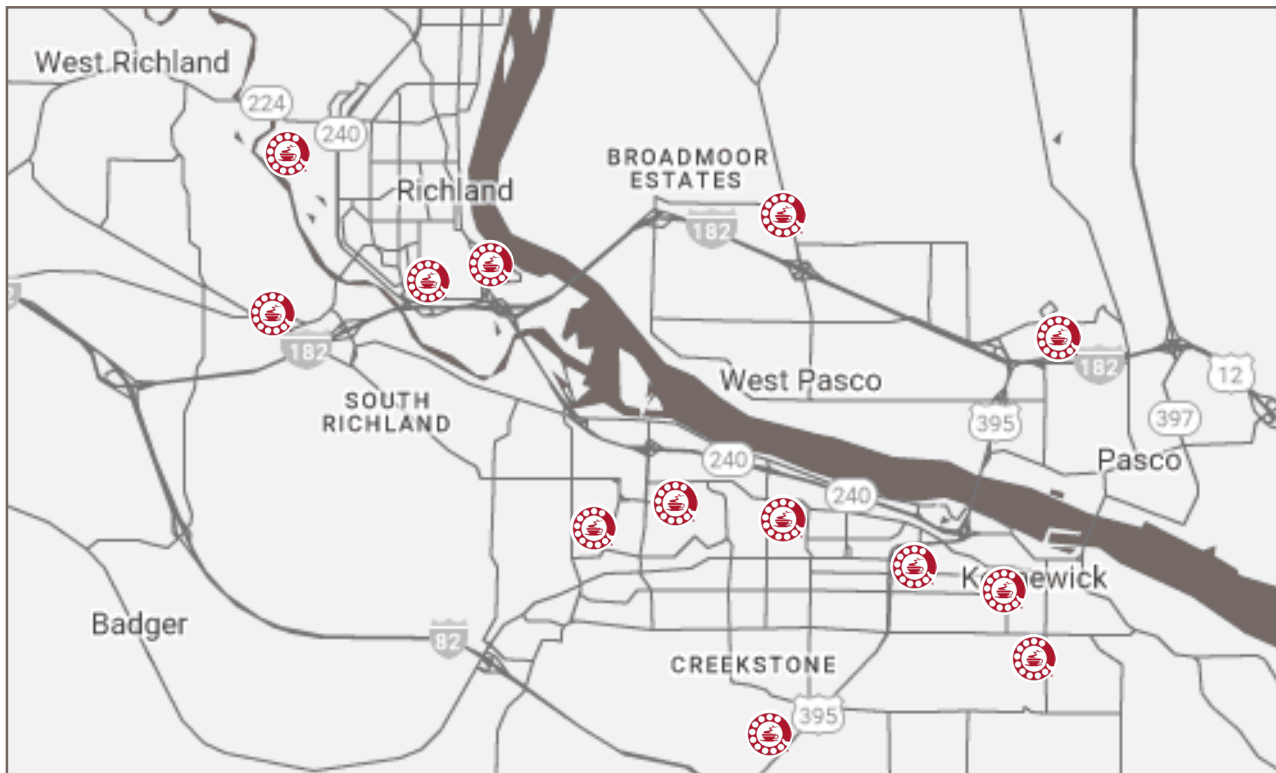 West Richland
224
240
BROADMOOR
ESTATES
Richland
182
182
182
12
West Pasco
SOUTH
RICHLAND
395
397
240
Pasco
240
Badger
82
CREEKSTONE
395